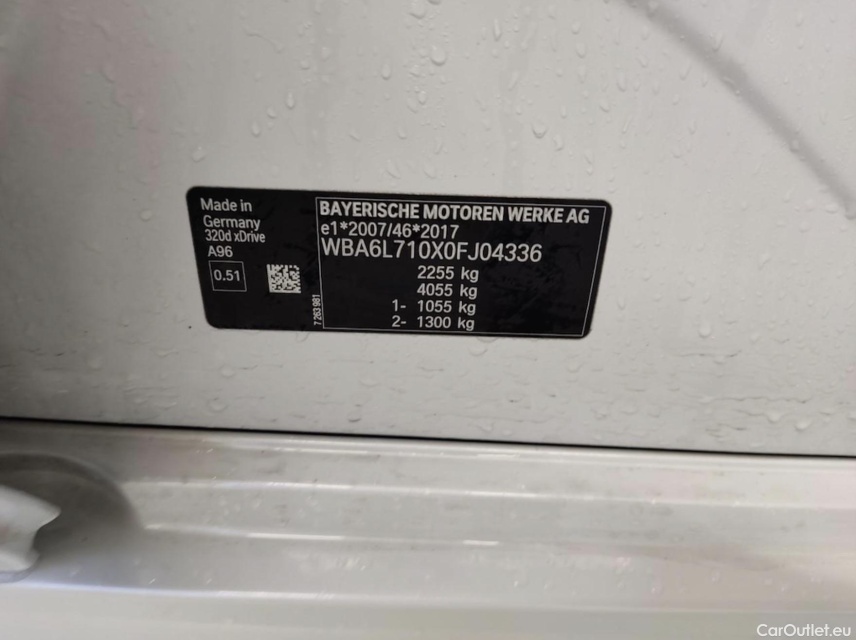 Made in
Germany
320d xDrive
A96
0.51
7 263 981
BAYERISCHE MOTOREN WERKE AG
e1*2007/46*2017
WBA6L710X0FJ04336
2255 kg
4055 kg
1- 1055 kg
2- 1300 kg
CarOutlet.eu